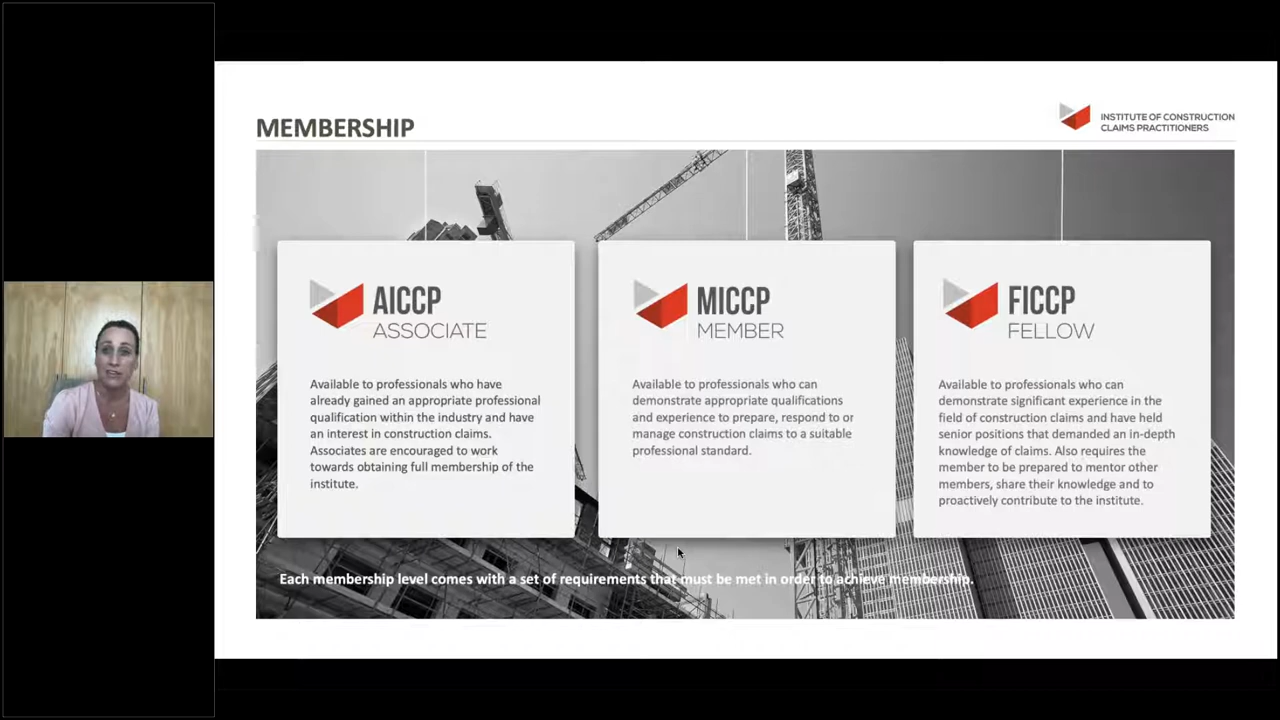 MEMBERSHIP
INSTITUTE OF CONSTRUCTION
CLAIMS PRACTITIONERS
AICCP
ASSOCIATE
Available to professionals who have
already gained an appropriate professional
qualification within the industry and have
an interest in construction claims.
Associates are encouraged to work
towards obtaining full membership of the
institute.
MICCP
MEMBER
Available to professionals who can
demonstrate appropriate qualifications
and experience to prepare, respond to or
manage construction claims to a suitable
professional standard.
FICCP
FELLOW
Available to professionals who can
demonstrate significant experience in the
field of construction claims and have held
senior positions that demanded an in-depth
knowledge of claims. Also requires the
member to be prepared to mentor other
members, share their knowledge and to
proactively contribute to the institute.
Each membership level comes with a set of requirements that must be met in order to achieve membership.